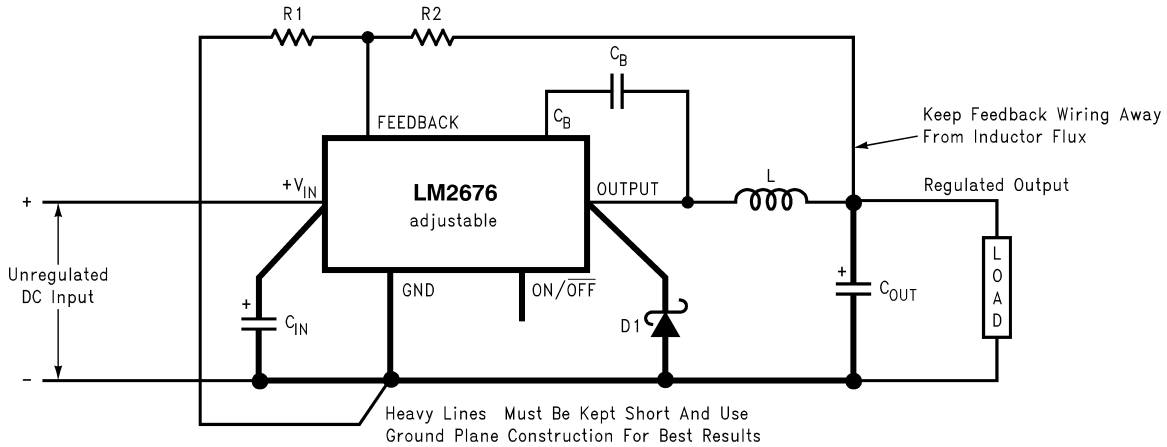 R1
R2
C_B
FEEDBACK
C_B
Keep Feedback Wiring Away
From Inductor Flux
+V_IN
LM2676
adjustable
OUTPUT
L
Regulated Output
+
Unregulated
DC Input
-
+
C_IN
GND
ON/O̅F̅F̅
D1
+
C_OUT
LOAD
Heavy Lines Must Be Kept Short And Use
Ground Plane Construction For Best Results